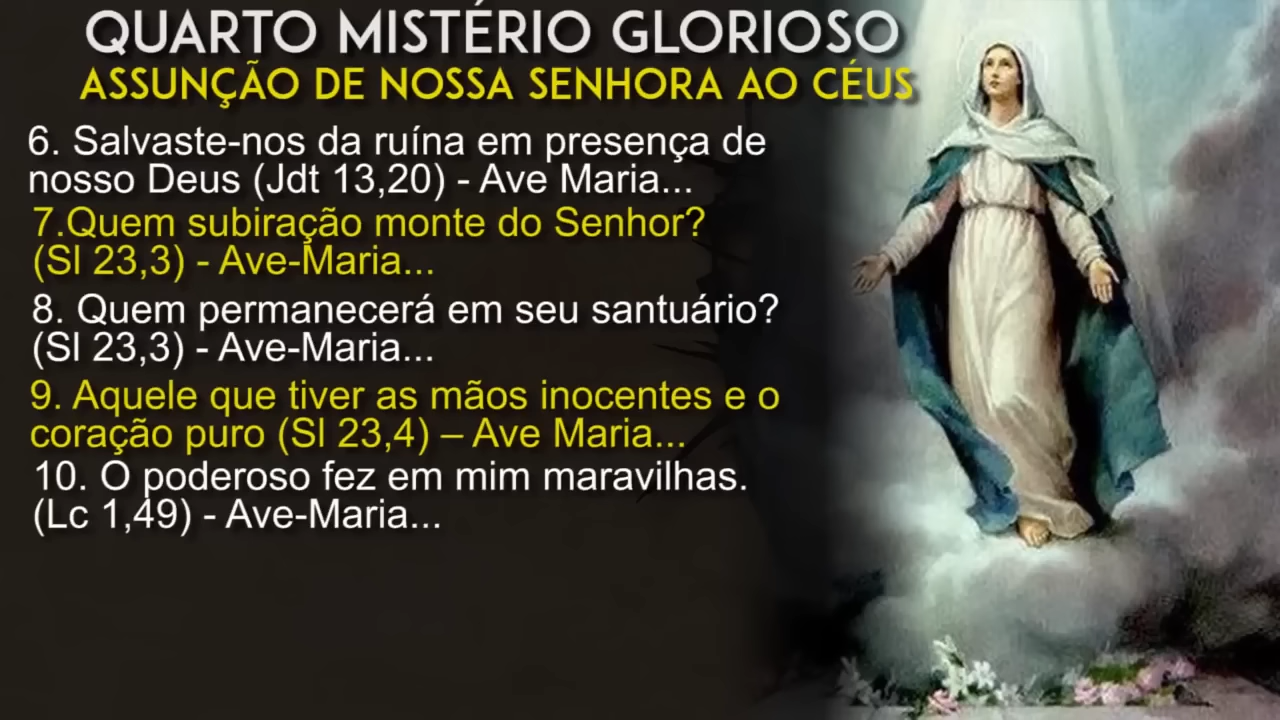 QUARTO MISTÉRIO GLORIOSO
ASSUNÇÃO DE NOSSA SENHORA AO CÉUS
6. Salvaste-nos da ruína em presença de
nosso Deus (Jdt 13,20) - Ave Maria...
7.Quem subiração monte do Senhor?
(Sl 23,3) - Ave-Maria...
8. Quem permanecerá em seu santuário?
(Sl 23,3) - Ave-Maria...
9. Aquele que tiver as mãos inocentes e o
coração puro (Sl 23,4) – Ave Maria...
10. O poderoso fez em mim maravilhas.
(Lc 1,49) - Ave-Maria...